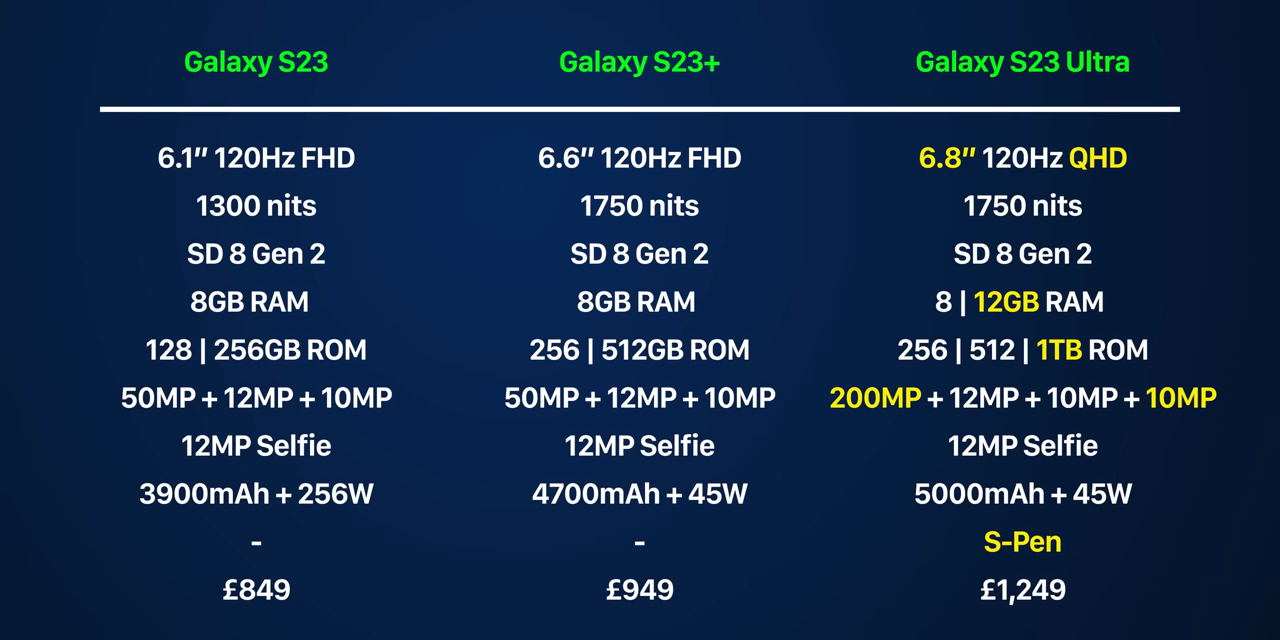 Galaxy S23 Galaxy S23+ Galaxy S23 Ultra
6.1″ 120Hz FHD 6.6″ 120Hz FHD 6.8″ 120Hz QHD
1300 nits 1750 nits 1750 nits
SD 8 Gen 2 SD 8 Gen 2 SD 8 Gen 2
8GB RAM 8GB RAM 8 | 12GB RAM
128 | 256GB ROM 256 | 512GB ROM 256 | 512 | 1TB ROM
50MP + 12MP + 10MP 50MP + 12MP + 10MP 200MP + 12MP + 10MP + 10MP
12MP Selfie 12MP Selfie 12MP Selfie
3900mAh + 256W 4700mAh + 45W 5000mAh + 45W
- - S-Pen
£849 £949 £1,249